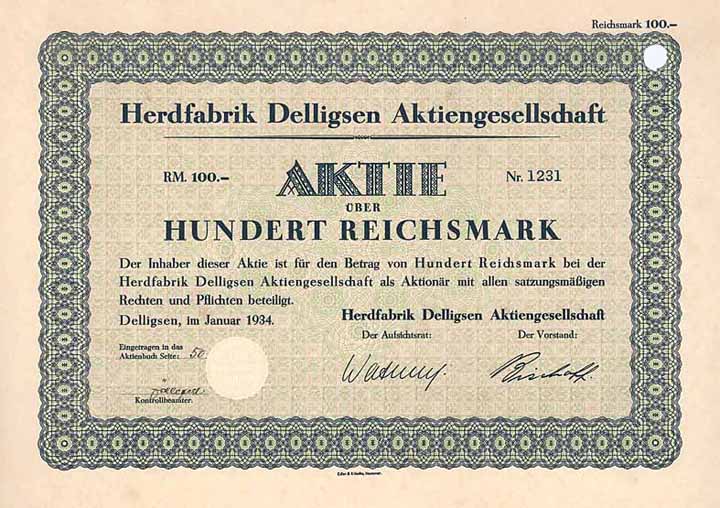 Reichsmark 100.—
Herdfabrik Delligsen Aktiengesellschaft
RM. 100.— AKTIE Nr. 1231
ÜBER
HUNDERT REICHSMARK
Der Inhaber dieser Aktie ist für den Betrag von Hundert Reichsmark bei der
Herdfabrik Delligsen Aktiengesellschaft als Aktionär mit allen satzungsmäßigen
Rechten und Pflichten beteiligt.
Delligsen, im Januar 1934.
Herdfabrik Delligsen Aktiengesellschaft
Der Aufsichtsrat: Der Vorstand:
Eingetragen in das
Aktienbuch Seite: 50
Bischoff
Kontrollbeamter.